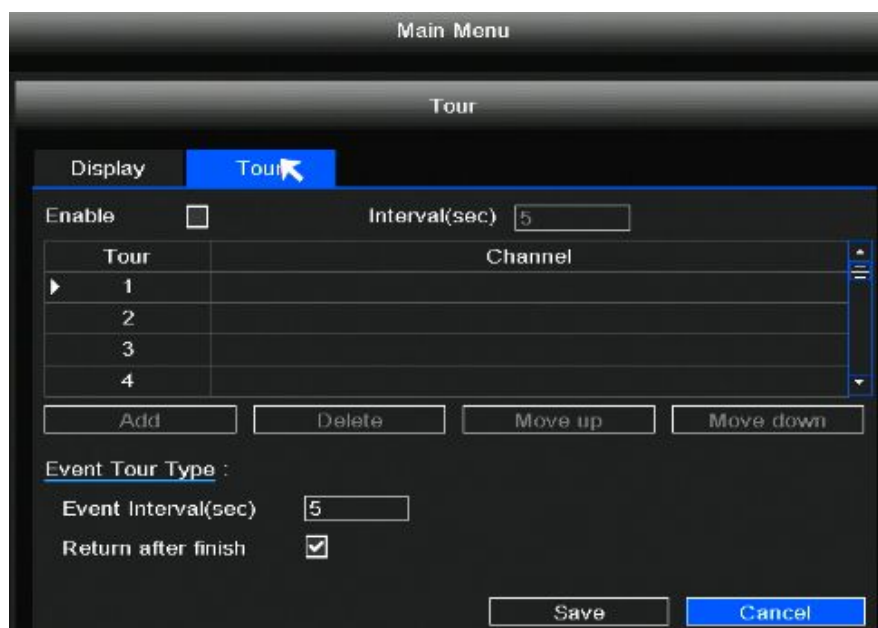 Main Menu
Tour
Display Tour
Enable Interval(sec) 5
Tour Channel
1
2
3
4
Add Delete Move up Move down
Event Tour Type :
Event Interval(sec) 5
Return after finish
Save Cancel